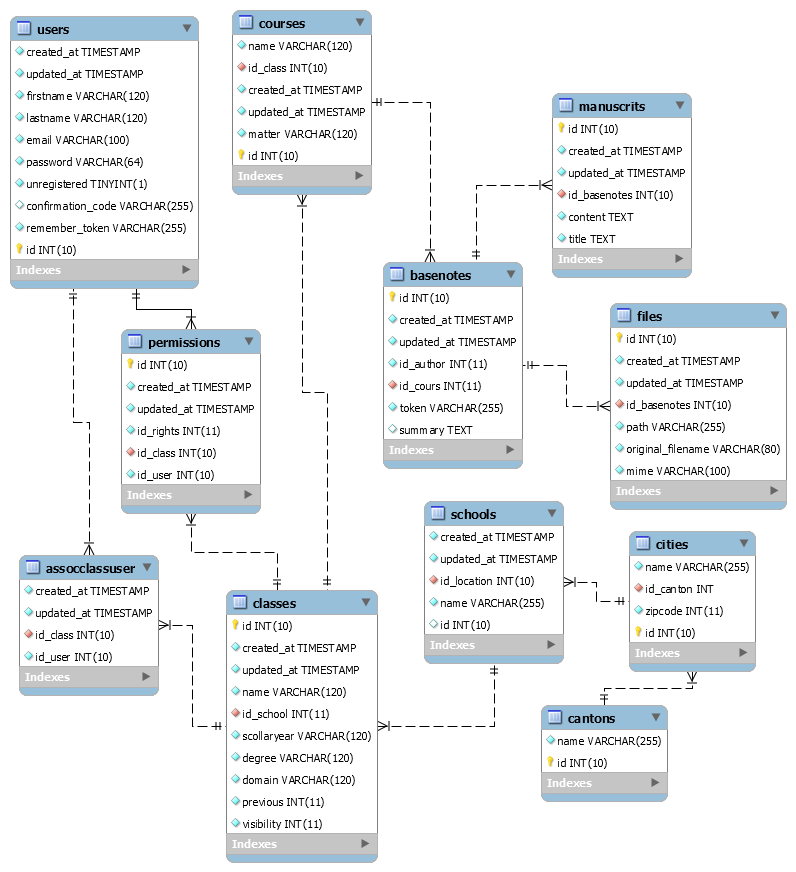 users
created_at TIMESTAMP
updated_at TIMESTAMP
firstname VARCHAR(120)
lastname VARCHAR(120)
email VARCHAR(100)
password VARCHAR(64)
unregistered TINYINT(1)
confirmation_code VARCHAR(255)
remember_token VARCHAR(255)
id INT(10)
Indexes
courses
name VARCHAR(120)
id_class INT(10)
created_at TIMESTAMP
updated_at TIMESTAMP
matter VARCHAR(120)
id INT(10)
Indexes
manuscrits
id INT(10)
created_at TIMESTAMP
updated_at TIMESTAMP
id_basenotes INT(10)
content TEXT
title TEXT
Indexes
basenotes
id INT(10)
created_at TIMESTAMP
updated_at TIMESTAMP
id_author INT(11)
id_cours INT(11)
token VARCHAR(255)
summary TEXT
Indexes
files
id INT(10)
created_at TIMESTAMP
updated_at TIMESTAMP
id_basenotes INT(10)
path VARCHAR(255)
original_filename VARCHAR(80)
mime VARCHAR(100)
Indexes
permissions
id INT(10)
created_at TIMESTAMP
updated_at TIMESTAMP
id_rights INT(11)
id_class INT(10)
id_user INT(10)
Indexes
assocclassuser
created_at TIMESTAMP
updated_at TIMESTAMP
id_class INT(10)
id_user INT(10)
Indexes
classes
id INT(10)
created_at TIMESTAMP
updated_at TIMESTAMP
name VARCHAR(120)
id_school INT(11)
scollaryear VARCHAR(120)
degree VARCHAR(120)
domain VARCHAR(120)
previous INT(11)
visibility INT(11)
Indexes
schools
created_at TIMESTAMP
updated_at TIMESTAMP
id_location INT(10)
name VARCHAR(255)
id INT(10)
Indexes
cities
name VARCHAR(255)
id_canton INT
zipcode INT(11)
id INT(10)
Indexes
cantons
name VARCHAR(255)
id INT(10)
Indexes